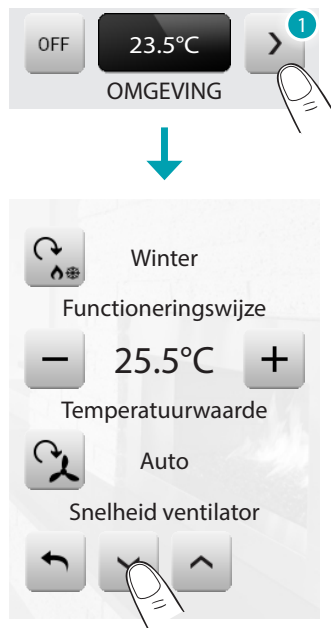 OFF 23.5°C > 1
OMGEVING
Winter
Functioneringswijze
− 25.5°C +
Temperatuurwaarde
Auto
Snelheid ventilator